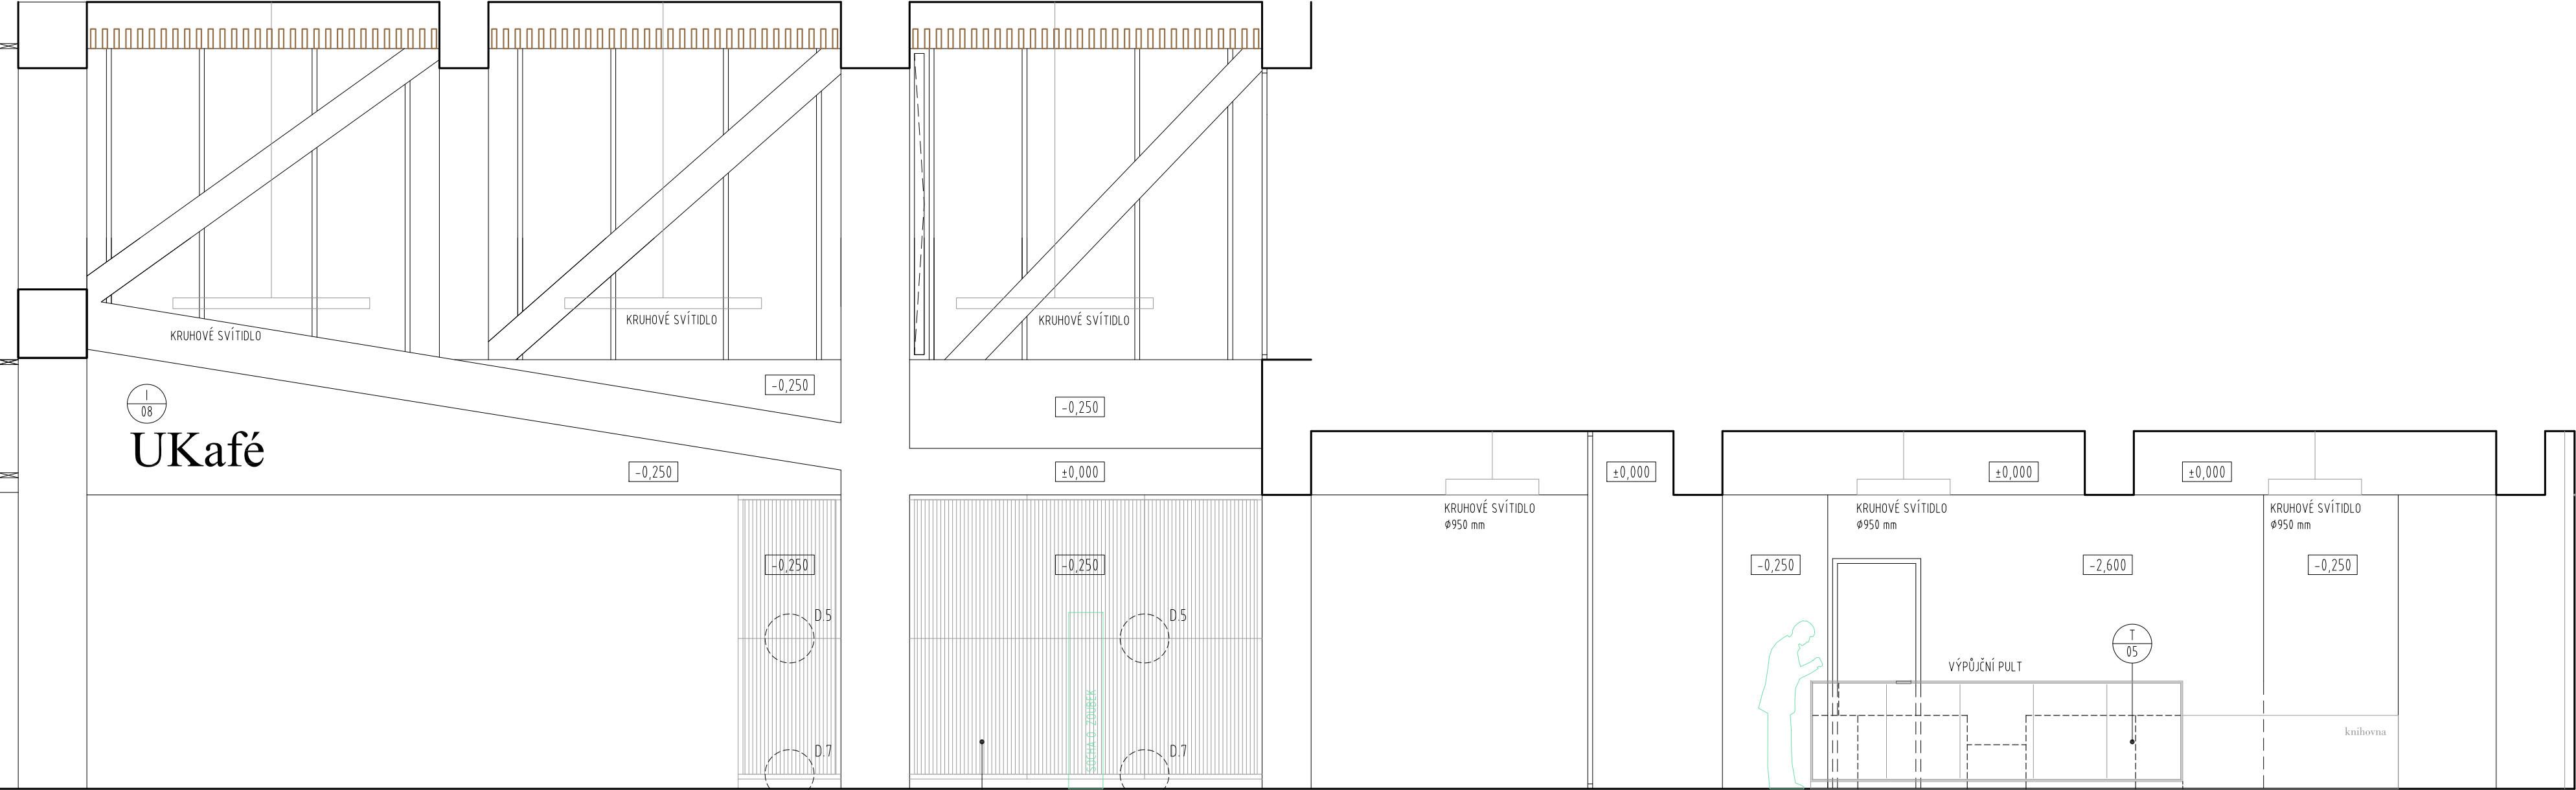 KRUHOVÉ SVÍTIDLO
KRUHOVÉ SVÍTIDLO
KRUHOVÉ SVÍTIDLO
I
08
UKafé
-0,250
-0,250
-0,250
±0,000
±0,000
±0,000
±0,000
KRUHOVÉ SVÍTIDLO
Ø950 mm
KRUHOVÉ SVÍTIDLO
Ø950 mm
KRUHOVÉ SVÍTIDLO
Ø950 mm
-0,250
-0,250
-0,250
-2,600
-0,250
D.5
D.5
T
05
VÝPŮJČNÍ PULT
SOCHA O. ZOUBEK
knihovna
D.7
D.7